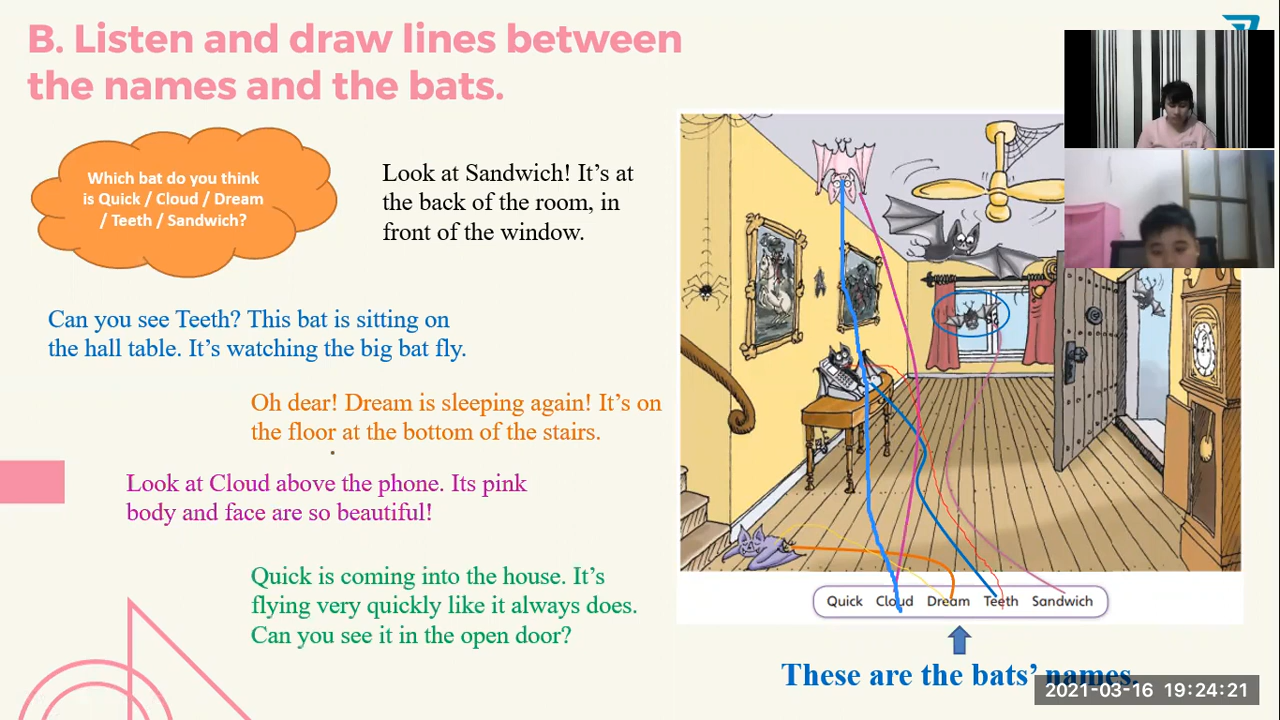 B. Listen and draw lines between
the names and the bats.
Which bat do you think
is Quick / Cloud / Dream
/ Teeth / Sandwich?
Look at Sandwich! It's at
the back of the room, in
front of the window.
Can you see Teeth? This bat is sitting on
the hall table. It's watching the big bat fly.
Oh dear! Dream is sleeping again! It's on
the floor at the bottom of the stairs.
Look at Cloud above the phone. Its pink
body and face are so beautiful!
Quick is coming into the house. It's
flying very quickly like it always does.
Can you see it in the open door?
Quick Cloud Dream Teeth Sandwich
These are the bats' names.
2021-03-16 19:24:21